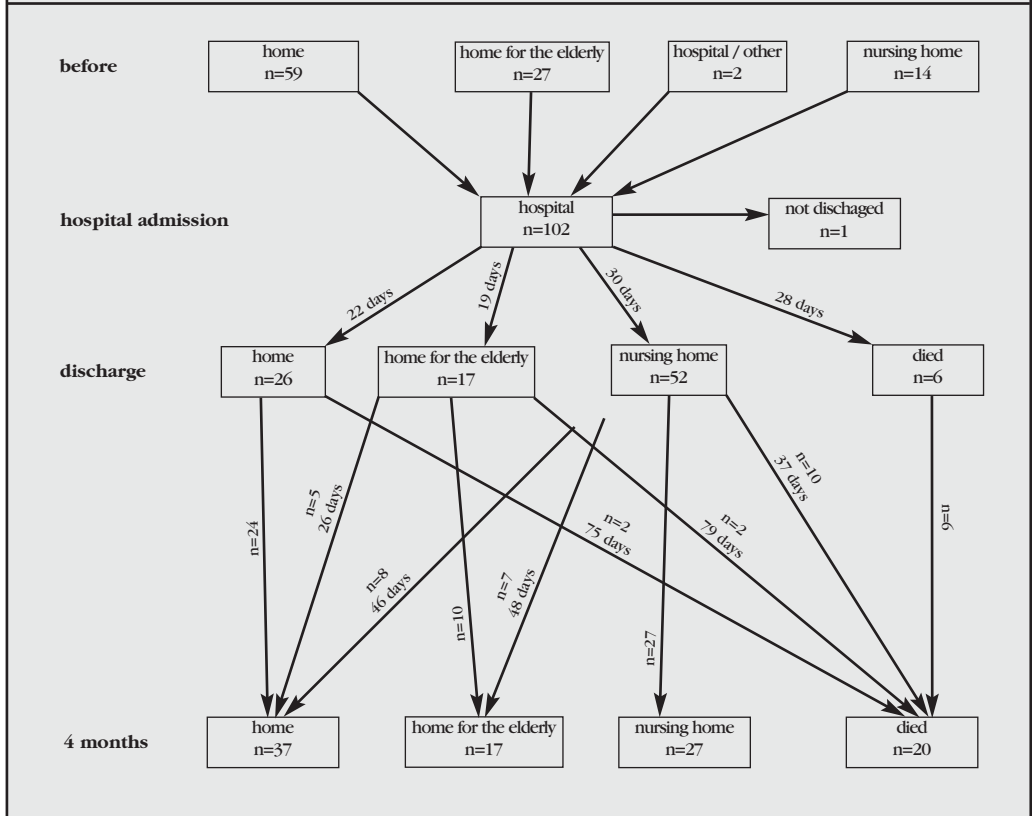 before
home
n=59
home for the elderly
n=27
hospital / other
n=2
nursing home
n=14
hospital admission
hospital
n=102
not dischaged
n=1
22 days
19 days
30 days
28 days
discharge
home
n=26
home for the elderly
n=17
nursing home
n=52
died
n=6
n=24
n=5
26 days
n=8
46 days
n=10
n=7
48 days
n=2
75 days
n=27
n=2
79 days
n=10
37 days
n=6
4 months
home
n=37
home for the elderly
n=17
nursing home
n=27
died
n=20